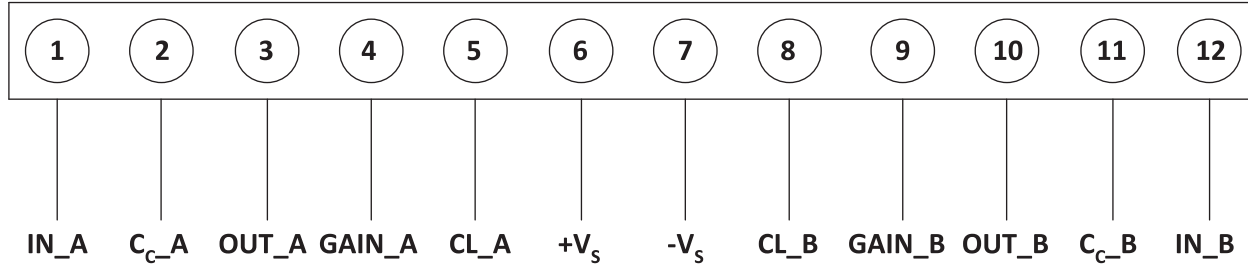 1 2 3 4 5 6 7 8 9 10 11 12
IN_A C_C_A OUT_A GAIN_A CL_A +V_S -V_S CL_B GAIN_B OUT_B C_C_B IN_B